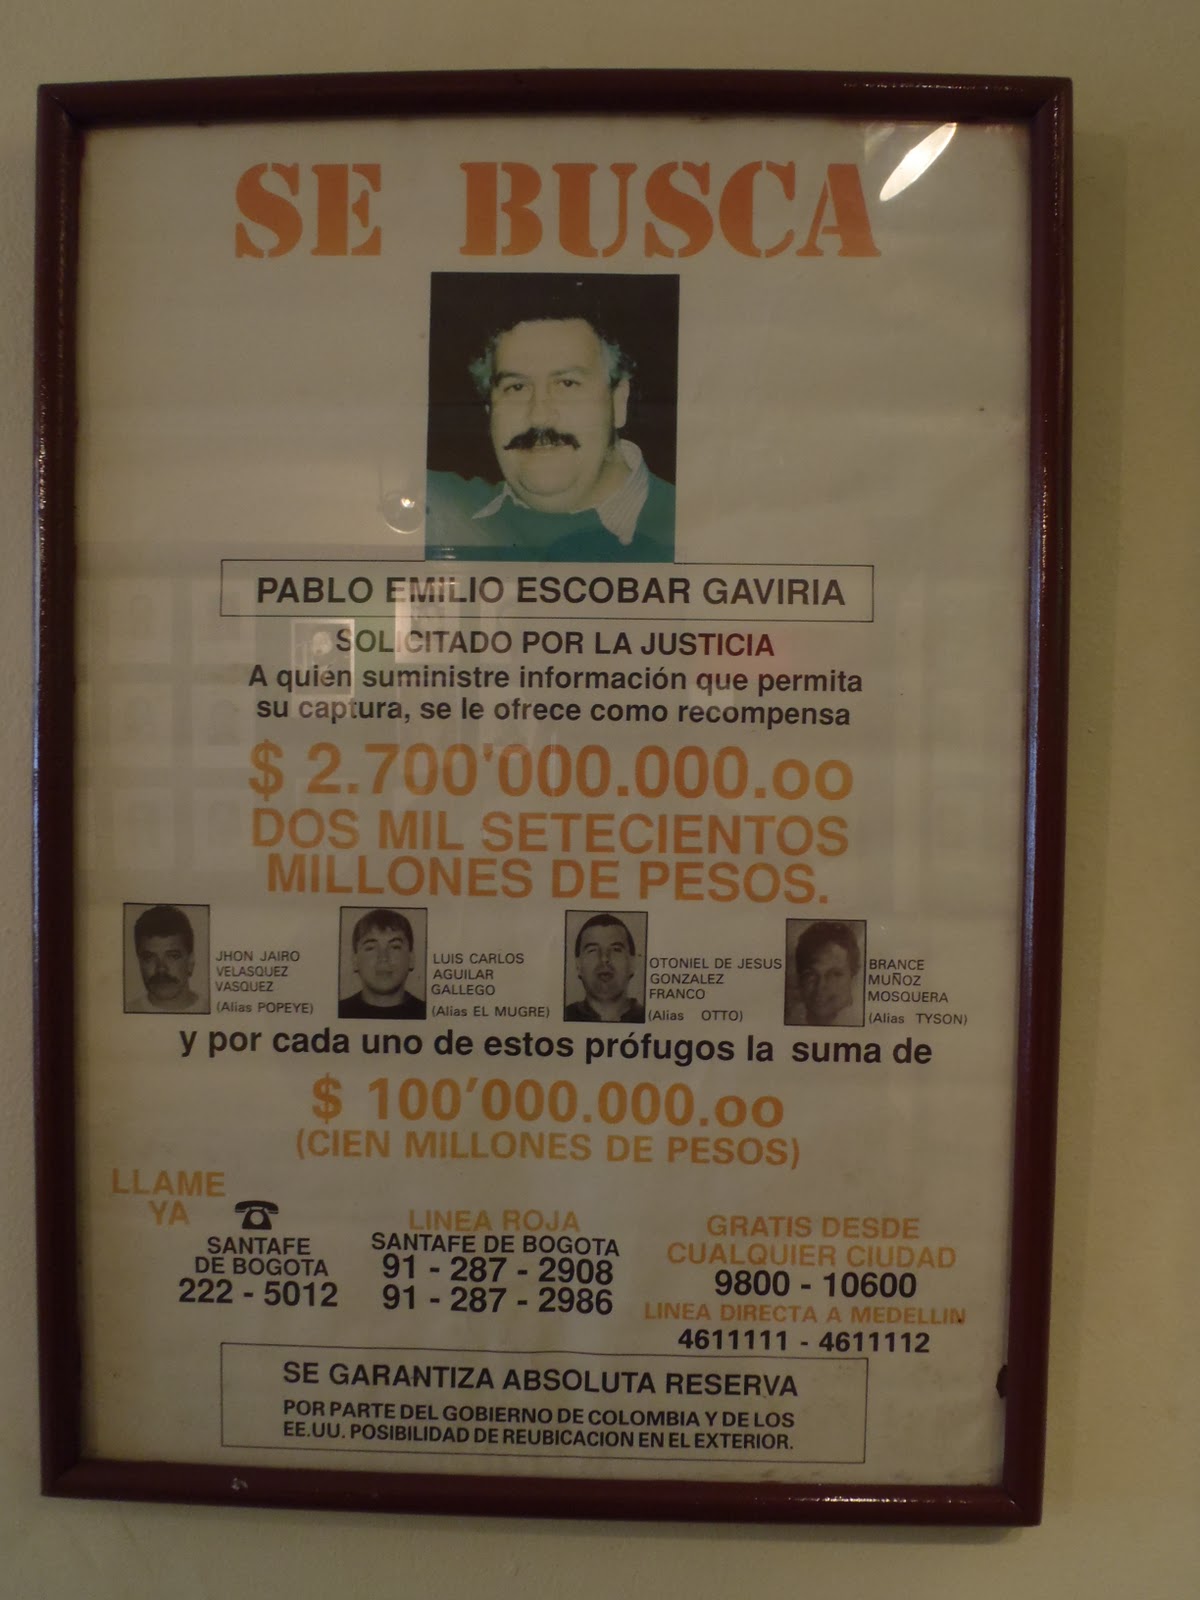 SE BUSCA
PABLO EMILIO ESCOBAR GAVIRIA
SOLICITADO POR LA JUSTICIA
A quien suministre información que permita
su captura, se le ofrece como recompensa
$ 2.700'000.000.oo
DOS MIL SETECIENTOS
MILLONES DE PESOS.
JHON JAIRO
VELASQUEZ
VASQUEZ
(Alias POPEYE)
LUIS CARLOS
AGUILAR
GALLEGO
(Alias EL MUGRE)
OTONIEL DE JESUS
GONZALEZ
FRANCO
(Alias OTTO)
BRANCE
MUÑOZ
MOSQUERA
(Alias TYSON)
y por cada uno de estos prófugos la suma de
$ 100'000.000.oo
(CIEN MILLONES DE PESOS)
LLAME
YA
SANTAFE
DE BOGOTA
222 - 5012
LINEA ROJA
SANTAFE DE BOGOTA
91 - 287 - 2908
91 - 287 - 2986
GRATIS DESDE
CUALQUIER CIUDAD
9800 - 10600
LINEA DIRECTA A MEDELLIN
4611111 - 4611112
SE GARANTIZA ABSOLUTA RESERVA
POR PARTE DEL GOBIERNO DE COLOMBIA Y DE LOS
EE.UU. POSIBILIDAD DE REUBICACION EN EL EXTERIOR.